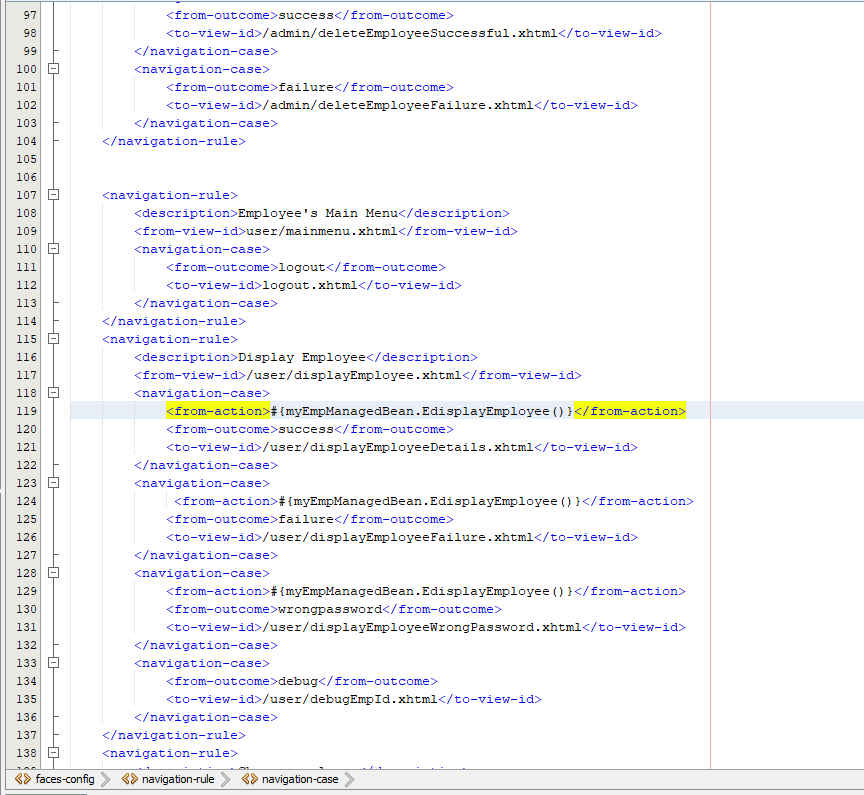 97 <from-outcome>success</from-outcome>
98 <to-view-id>/admin/deleteEmployeeSuccessful.xhtml</to-view-id>
99 </navigation-case>
100 <navigation-case>
101 <from-outcome>failure</from-outcome>
102 <to-view-id>/admin/deleteEmployeeFailure.xhtml</to-view-id>
103 </navigation-case>
104 </navigation-rule>
105
106
107 <navigation-rule>
108 <description>Employee's Main Menu</description>
109 <from-view-id>user/mainmenu.xhtml</from-view-id>
110 <navigation-case>
111 <from-outcome>logout</from-outcome>
112 <to-view-id>logout.xhtml</to-view-id>
113 </navigation-case>
114 </navigation-rule>
115 <navigation-rule>
116 <description>Display Employee</description>
117 <from-view-id>/user/displayEmployee.xhtml</from-view-id>
118 <navigation-case>
119 <from-action>#{myEmpManagedBean.EdisplayEmployee()}</from-action>
120 <from-outcome>success</from-outcome>
121 <to-view-id>/user/displayEmployeeDetails.xhtml</to-view-id>
122 </navigation-case>
123 <navigation-case>
124 <from-action>#{myEmpManagedBean.EdisplayEmployee()}</from-action>
125 <from-outcome>failure</from-outcome>
126 <to-view-id>/user/displayEmployeeFailure.xhtml</to-view-id>
127 </navigation-case>
128 <navigation-case>
129 <from-action>#{myEmpManagedBean.EdisplayEmployee()}</from-action>
130 <from-outcome>wrongpassword</from-outcome>
131 <to-view-id>/user/displayEmployeeWrongPassword.xhtml</to-view-id>
132 </navigation-case>
133 <navigation-case>
134 <from-outcome>debug</from-outcome>
135 <to-view-id>/user/debugEmpId.xhtml</to-view-id>
136 </navigation-case>
137 </navigation-rule>
138 <navigation-rule>
faces-config navigation-rule navigation-case